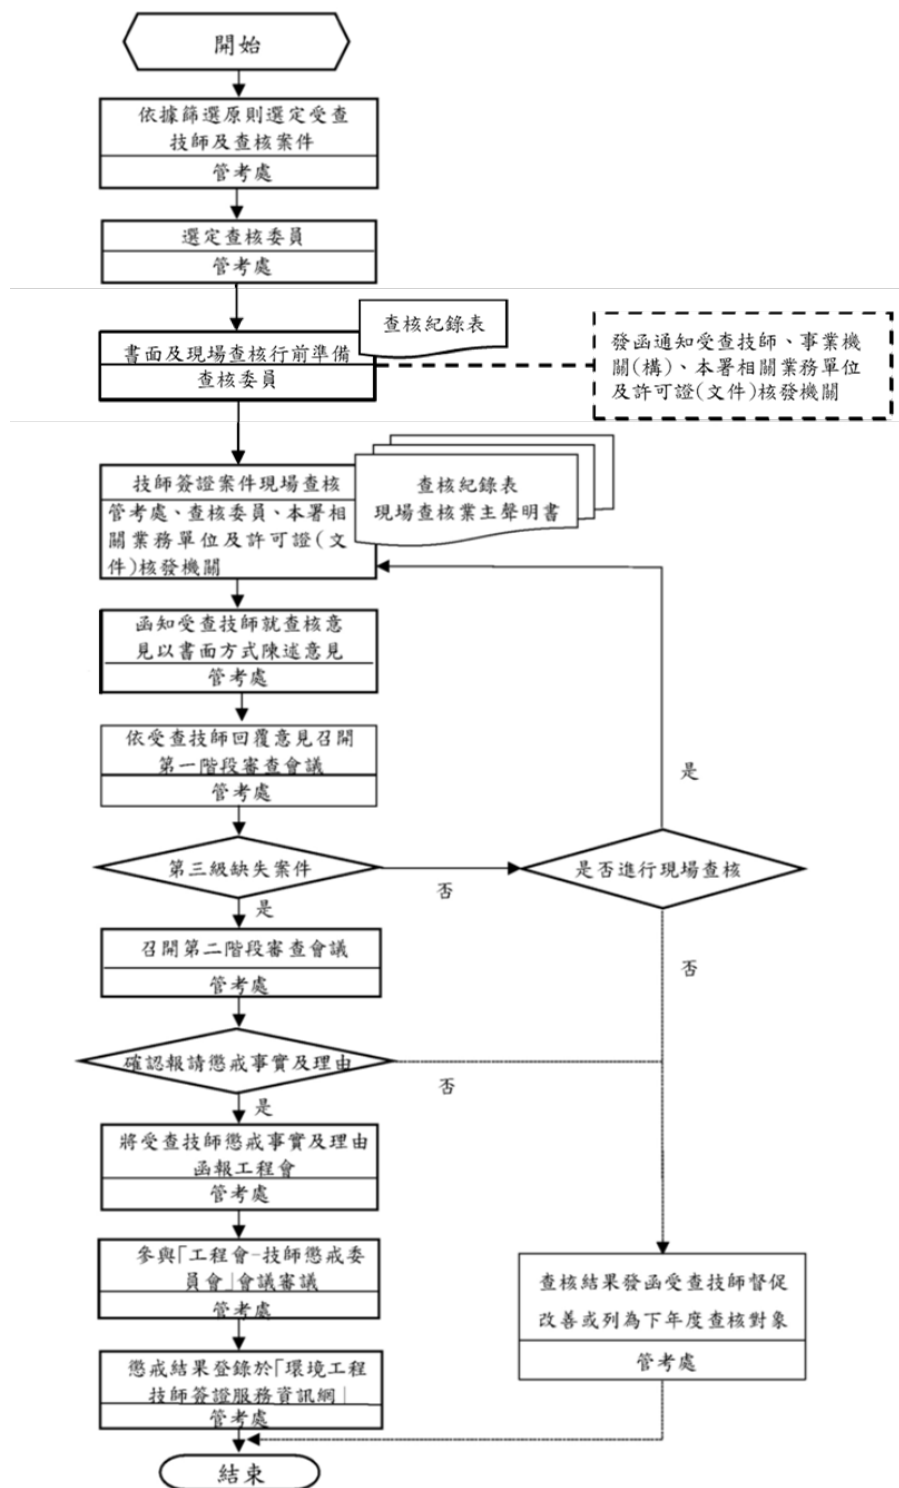 開始
依據篩選原則選定受查
技師及查核案件
管考處
選定查核委員
管考處
查核紀錄表
書面及現場查核行前準備
查核委員
發函通知受查技師、事業機
關(構)、本署相關業務單位
及許可證(文件)核發機關
技師簽證案件現場查核
管考處、查核委員、本署相
關業務單位及許可證(文
件)核發機關
查核紀錄表
現場查核業主聲明書
函知受查技師就查核意
見以書面方式陳述意見
管考處
依受查技師回覆意見召開
第一階段審查會議
管考處
是
第三級缺失案件
否
是否進行現場查核
是
召開第二階段審查會議
管考處
否
確認報請懲戒事實及理由
否
是
將受查技師懲戒事實及理由
函報工程會
管考處
參與「工程會-技師懲戒委
員會」會議審議
管考處
查核結果發函受查技師督促
改善或列為下年度查核對象
管考處
懲戒結果登錄於「環境工程
技師簽證服務資訊網」
管考處
結束